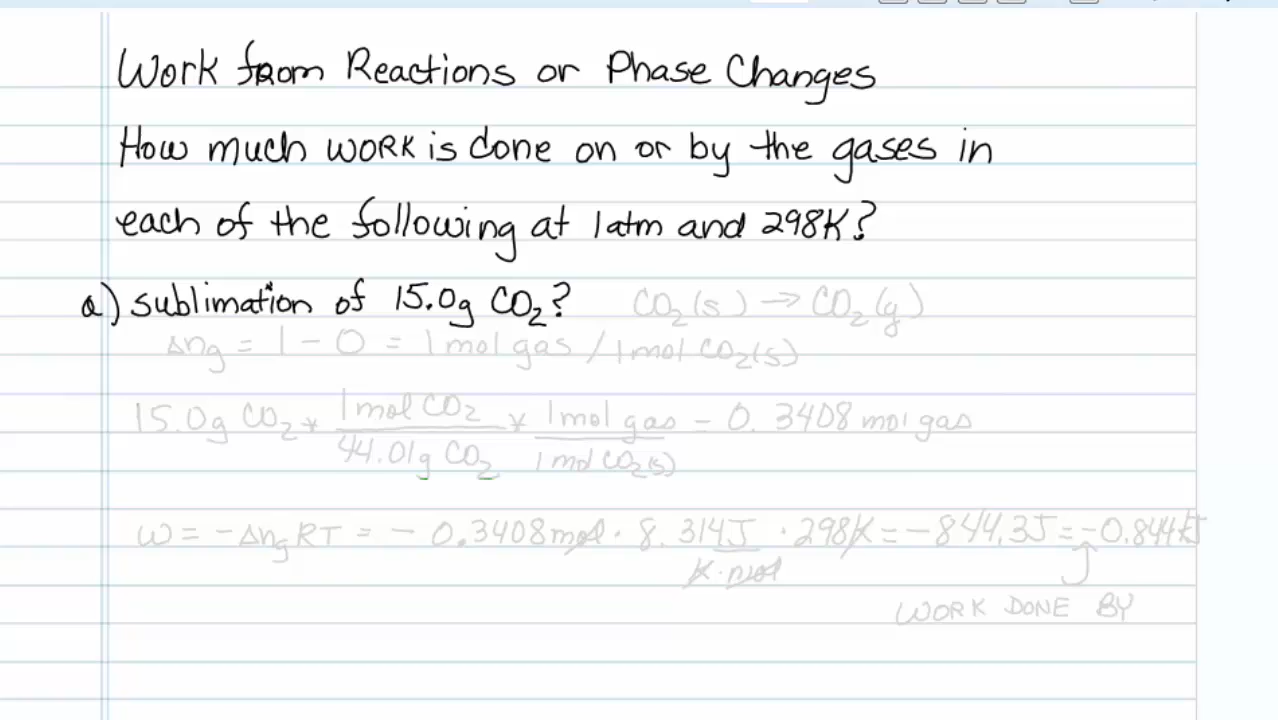 Work from Reactions or Phase Changes
How much work is done on or by the gases in
each of the following at 1atm and 298K?
a) sublimation of 15.0g CO₂? CO₂(s) → CO₂(g)
Δng = 1 - 0 = 1 mol gas / 1 mol CO₂(s)
15.0g CO₂ * 1 mol CO₂ / 44.01g CO₂ * 1 mol gas / 1 mol CO₂(s) = 0.3408 mol gas
W = -ΔngRT = - 0.3408 mol · 8.314J / K·mol · 298K = -844.3J = -0.844kJ
WORK DONE BY